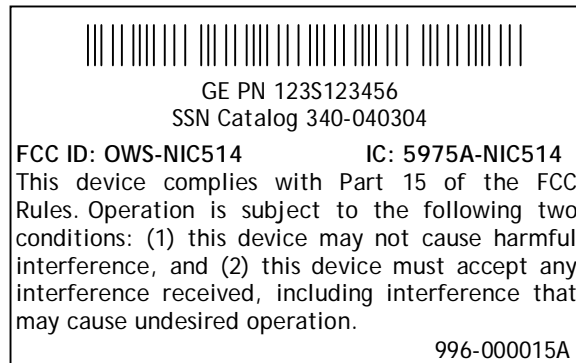 GE PN 123S123456
SSN Catalog 340-040304
FCC ID: OWS-NIC514 IC: 5975A-NIC514
This device complies with Part 15 of the FCC
Rules. Operation is subject to the following two
conditions: (1) this device may not cause harmful
interference, and (2) this device must accept any
interference received, including interference that
may cause undesired operation.
996-000015A